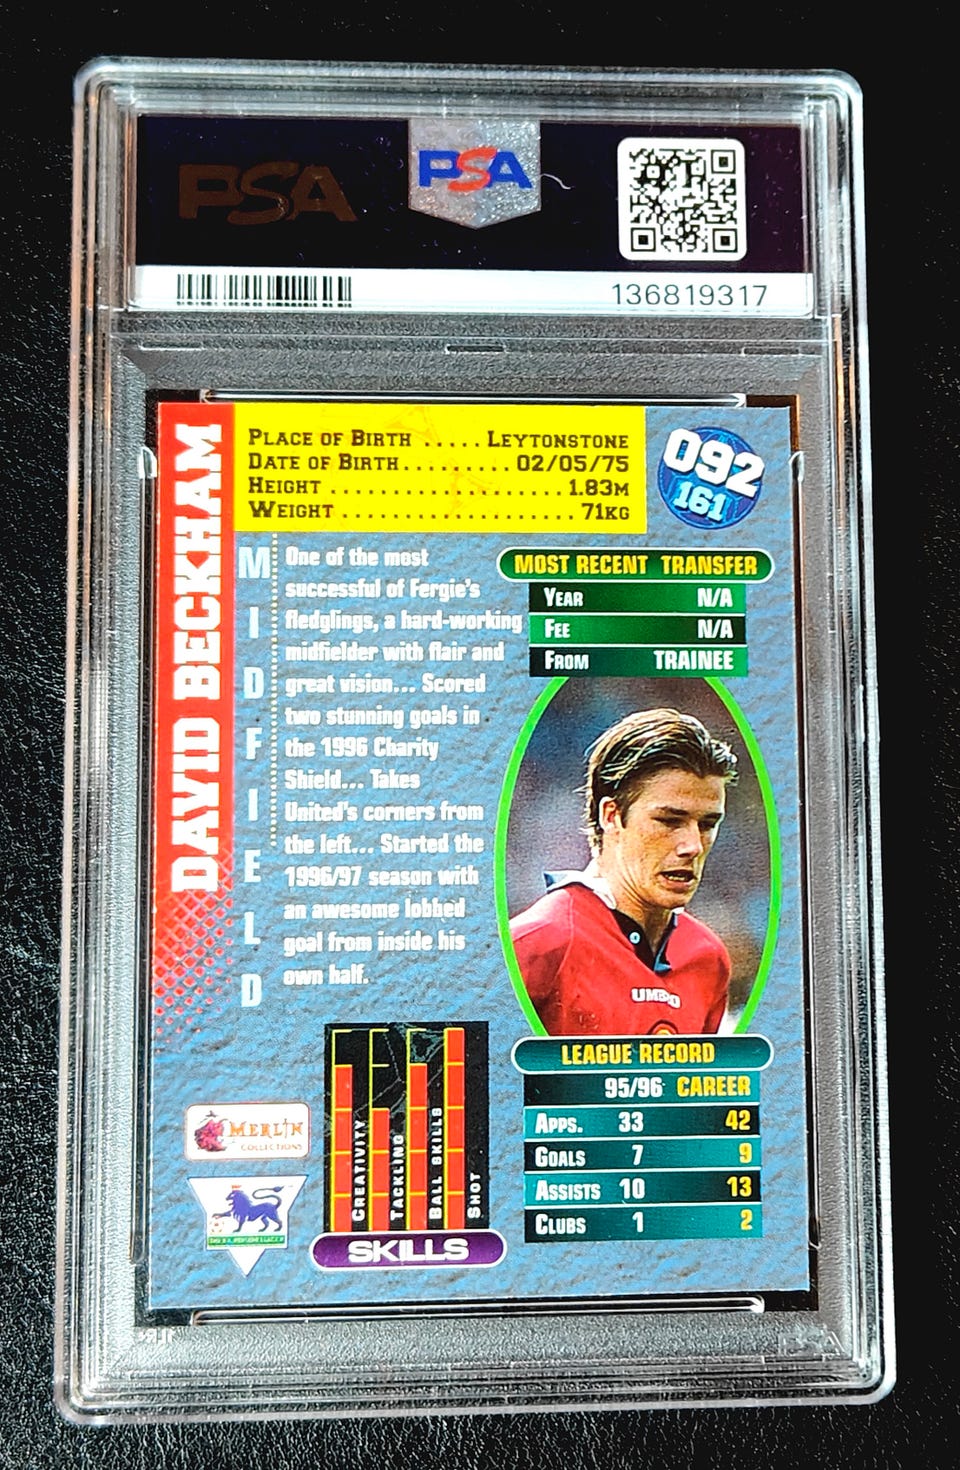 PSA
PSA
136819317
DAVID BECKHAM
PLACE OF BIRTH ..... LEYTONSTONE
DATE OF BIRTH.......... 02/05/75
HEIGHT .................... 1.83M
WEIGHT ................... 71KG
092
161
MIDFIELD
One of the most
successful of Fergie's
fledglings, a hard-working
midfielder with flair and
great vision... Scored
two stunning goals in
the 1996 Charity
Shield... Takes
United's corners from
the left... Started the
1996/97 season with
an awesome lobbed
goal from inside his
own half.
MOST RECENT TRANSFER
YEAR N/A
FEE N/A
FROM TRAINEE
UMBRO
LEAGUE RECORD
95/96 CAREER
APPS. 33 42
GOALS 7 9
ASSISTS 10 13
CLUBS 1 2
CREATIVITY
TACKLING
BALL SKILLS
SHOT
SKILLS
MERLIN
COLLECTIONS